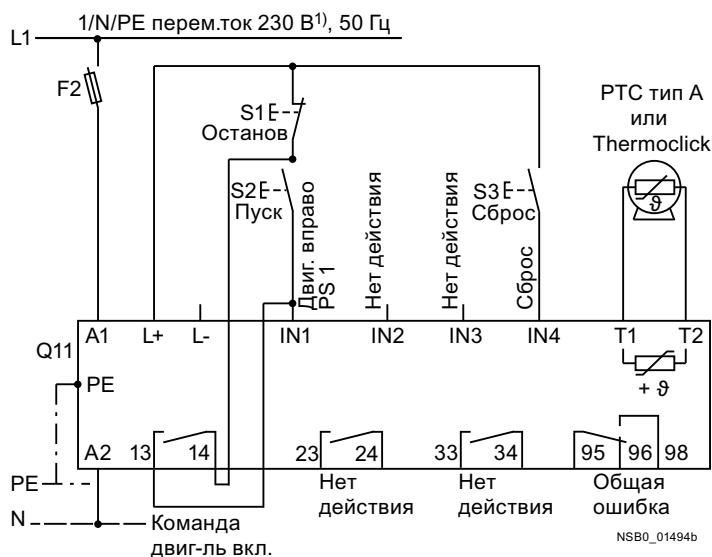 1/N/PE перем.ток 230 В1), 50 Гц
L1
F2
S1
Останов
РТС тип А
или
Thermoclick
ϑ
S2
Пуск
Двиг. вправо
PS 1
Нет действия
Нет действия
S3
Сброс
Сброс
Q11
A1 L+ L- IN1 IN2 IN3 IN4 T1 T2
PE
+ ϑ
A2 13 14 23 24 33 34 95 96 98
PE
N
Команда
двиг-ль вкл.
Нет
действия
Нет
действия
Общая
ошибка
NSB0_01494b